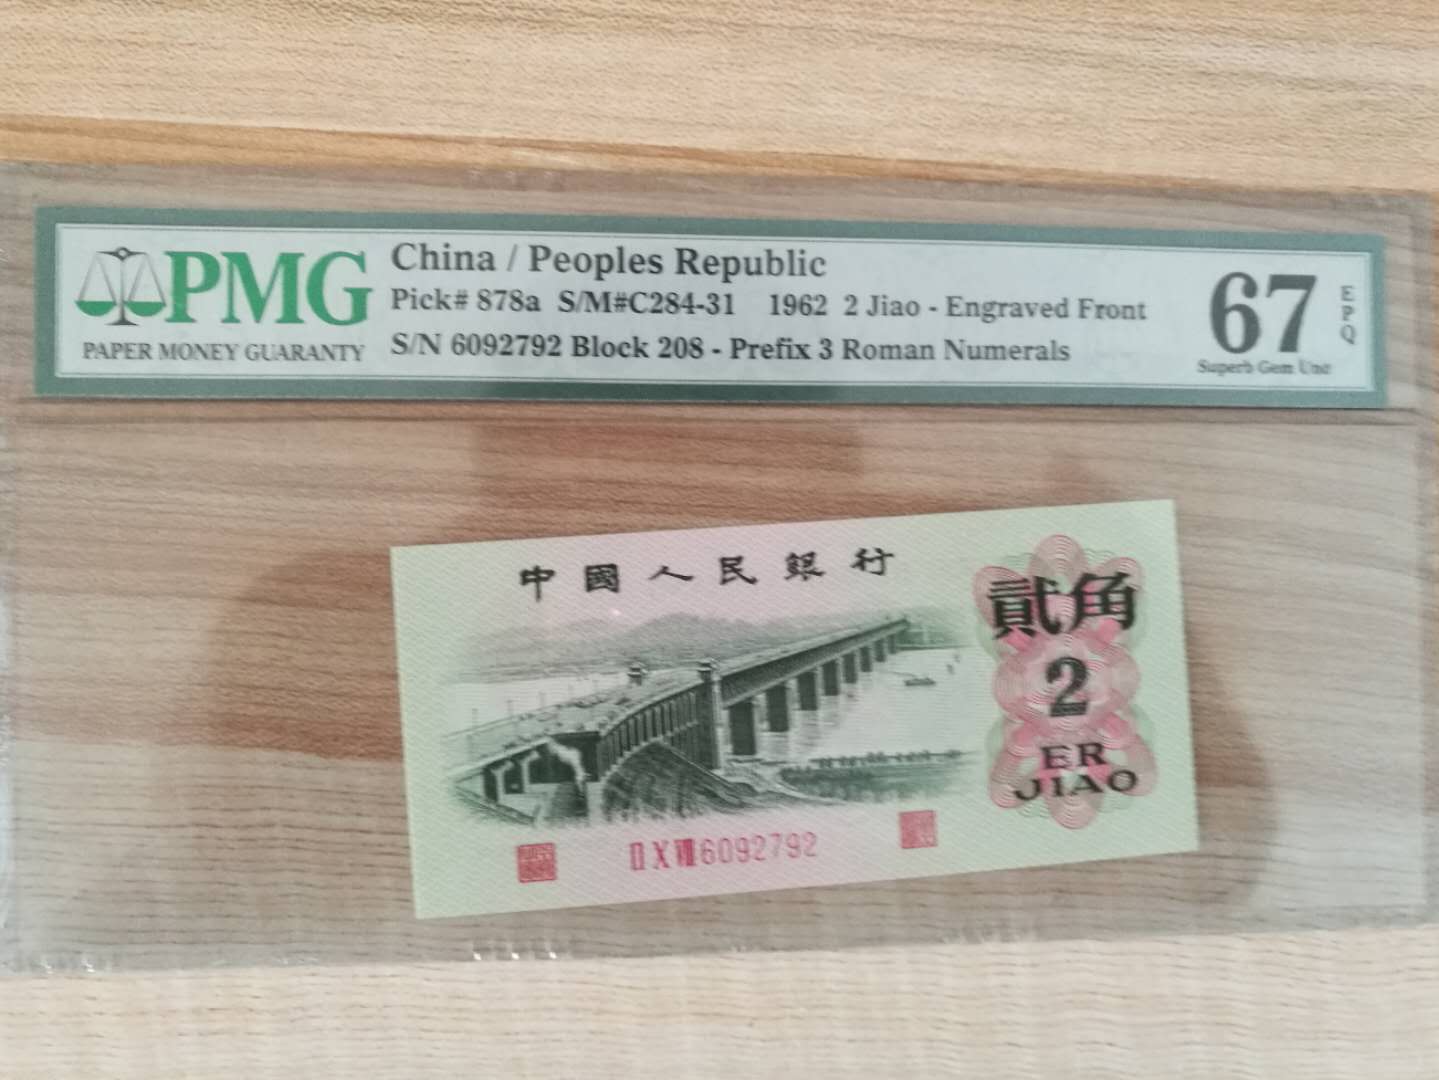 PMG
PAPER MONEY GUARANTY
China / Peoples Republic
Pick# 878a S/M#C284-31 1962 2 Jiao - Engraved Front
S/N 6092792 Block 208 - Prefix 3 Roman Numerals
67
EPQ
Superb Gem Unc
中國人民銀行
貳角
2
ER
JIAO
II X VIII 6092792